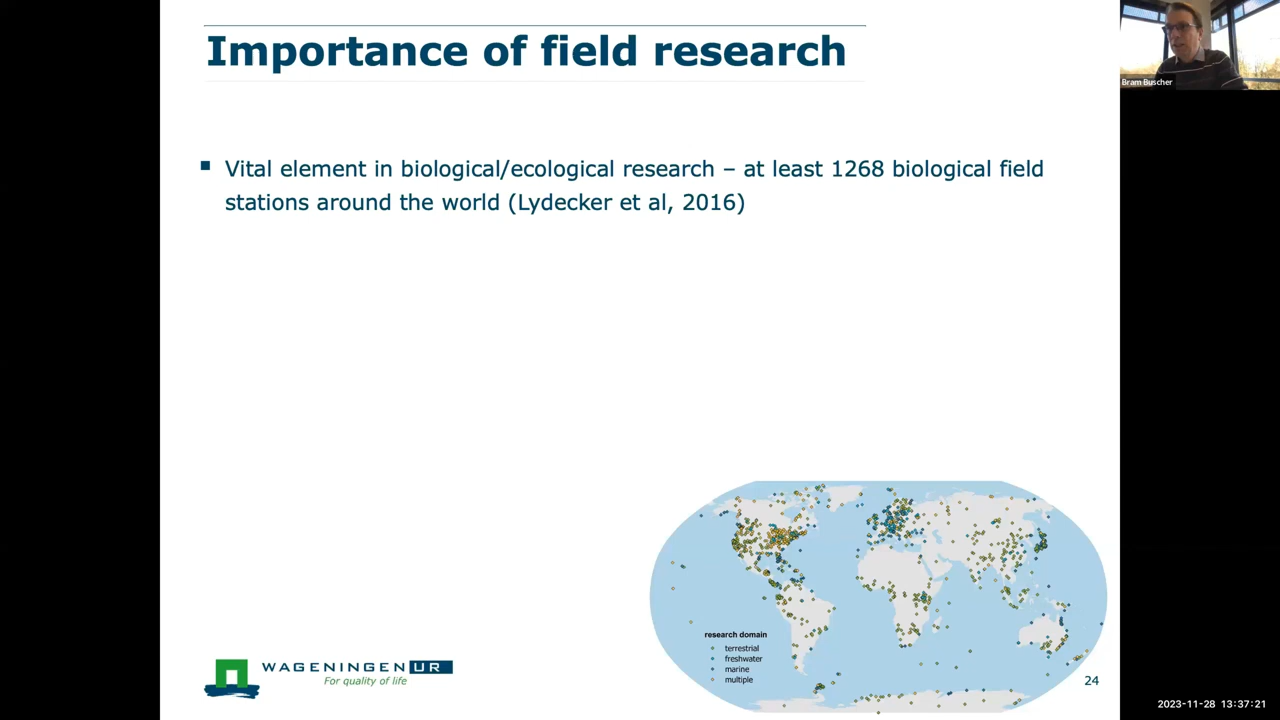 Importance of field research
Bram Buscher
▪ Vital element in biological/ecological research – at least 1268 biological field
stations around the world (Lydecker et al, 2016)
research domain
terrestrial
freshwater
marine
multiple
WAGENINGEN UR
For quality of life
24
2023-11-28 13:37:21